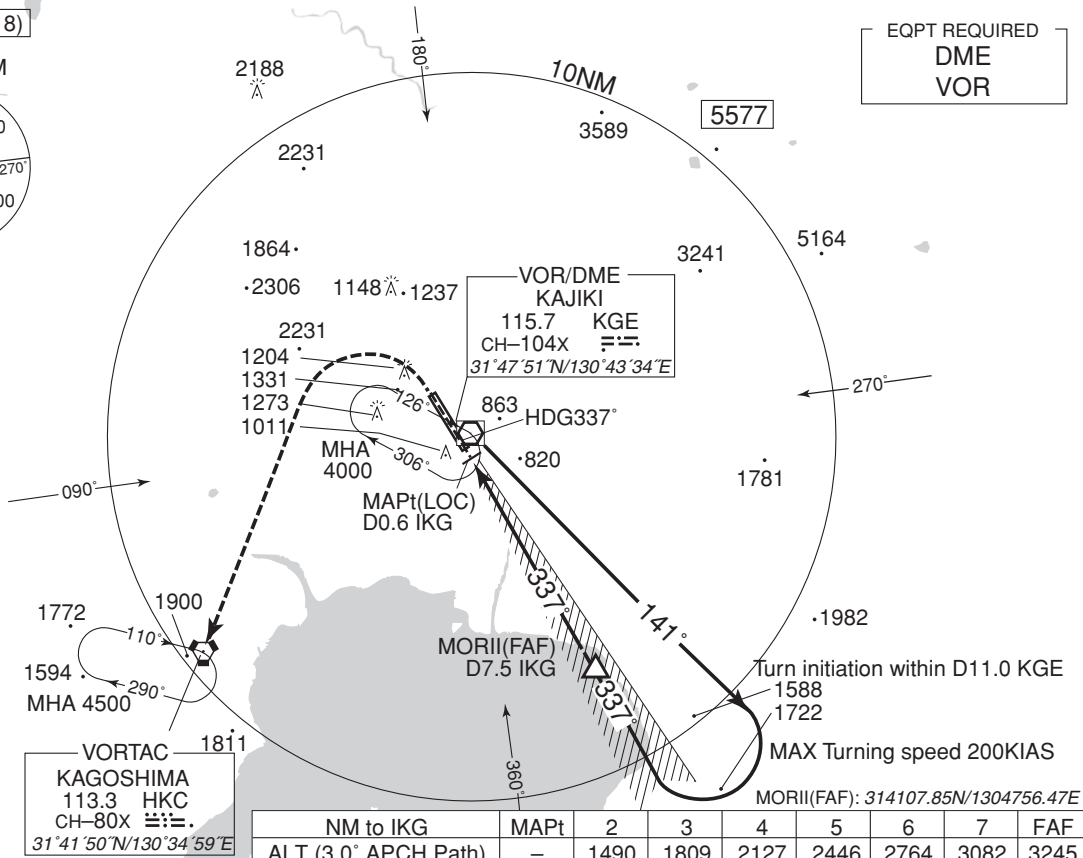 8)
M
0
270°
00
2188
180°
10NM
EQPT REQUIRED
DME
VOR
5577
3589
2231
5164
3241
1864
2306
1148
1237
VOR/DME
KAJIKI
115.7 KGE
CH–104X
31°47´51˝N/130°43´34˝E
2231
1204
1331
1273
1011
126°
306°
MHA
4000
863
HDG337°
820
270°
1781
090°
MAPt(LOC)
D0.6 IKG
337°
141°
1772
1900
110°
1594
290°
MHA 4500
1982
MORII(FAF)
D7.5 IKG
337°
Turn initiation within D11.0 KGE
1588
1722
1811
360°
MAX Turning speed 200KIAS
VORTAC
KAGOSHIMA
113.3 HKC
CH–80X
31°41´50˝N/130°34´59˝E
MORII(FAF): 314107.85N/1304756.47E
NM to IKG MAPt 2 3 4 5 6 7 FAF
ALT (3.0° APCH Path) – 1490 1809 2127 2446 2764 3082 3245